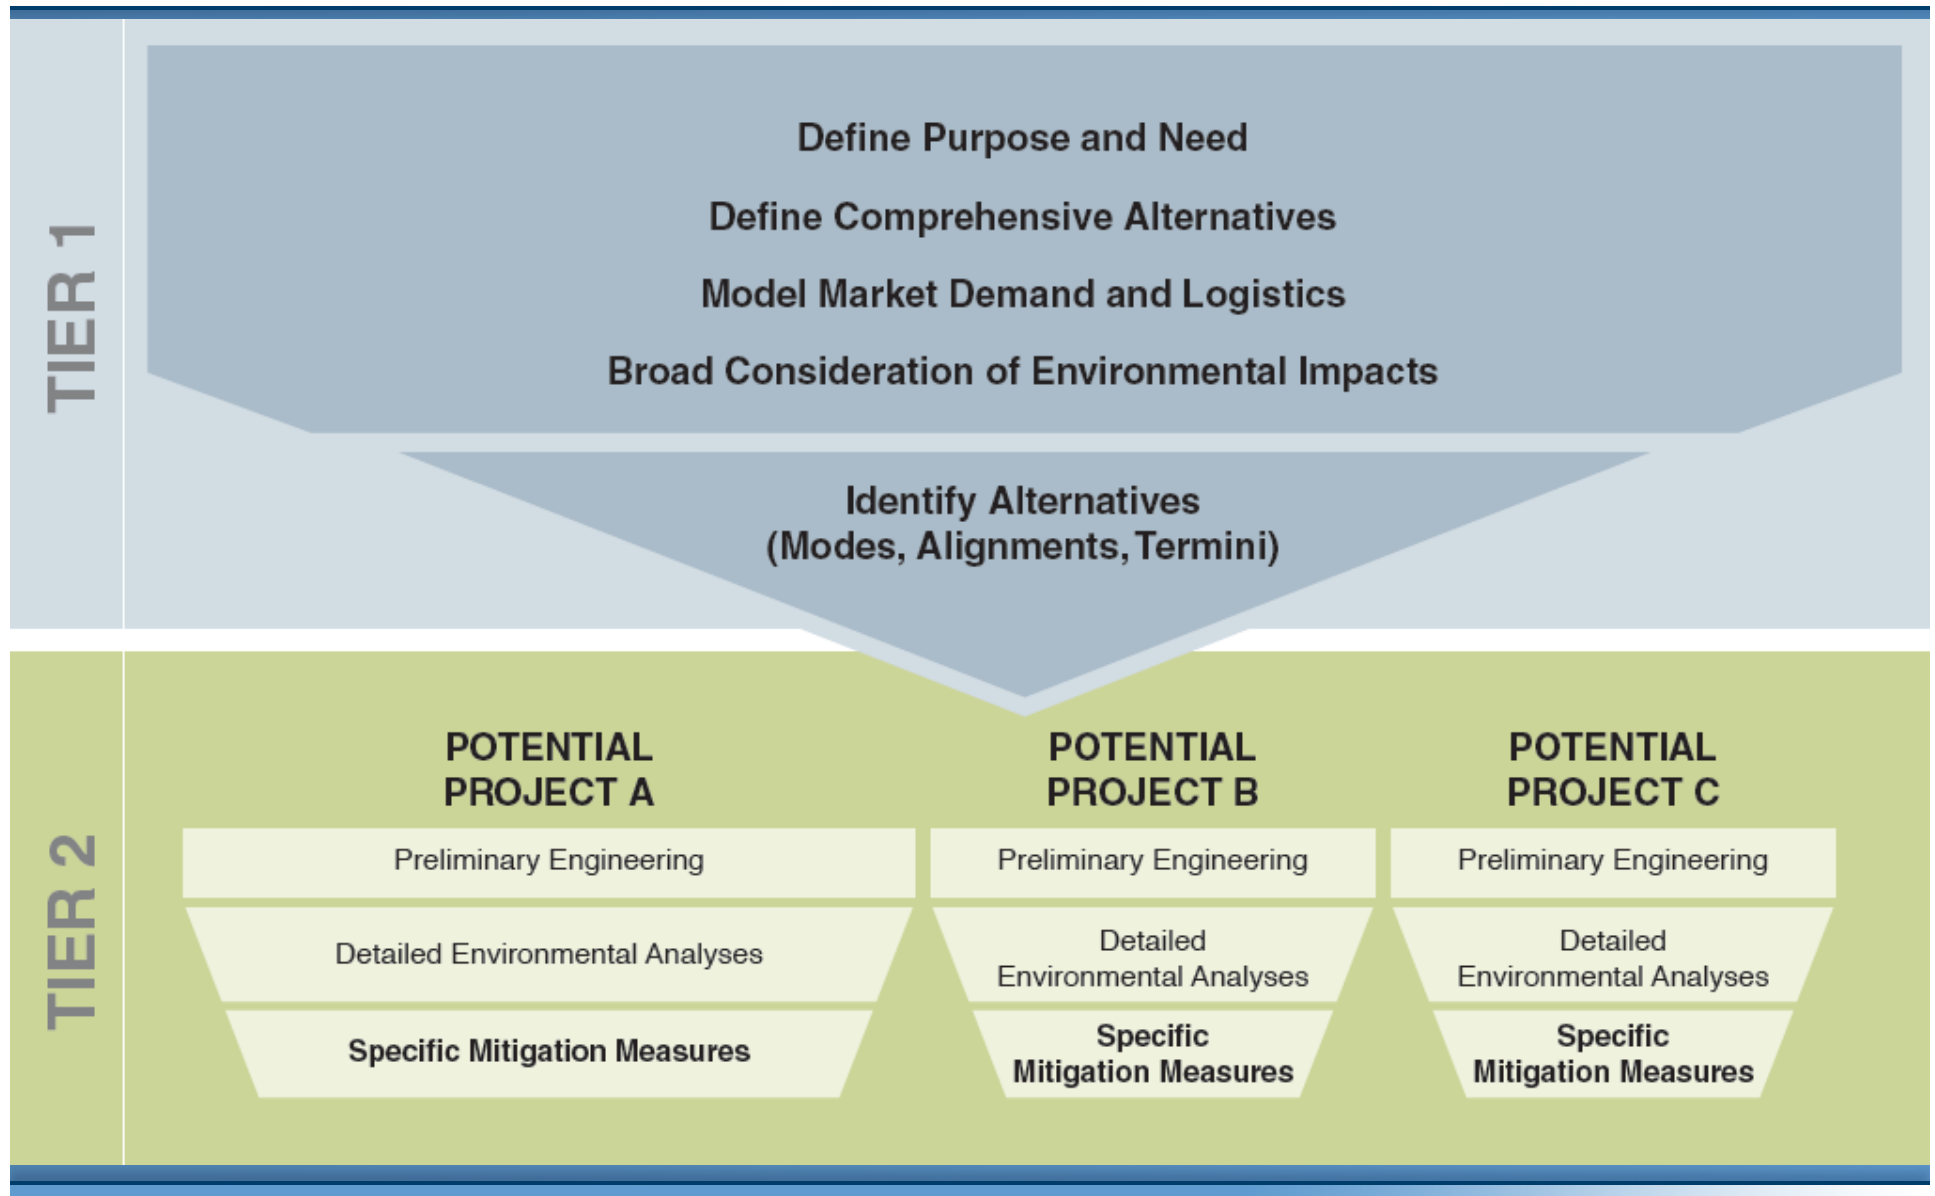 TIER 1
Define Purpose and Need
Define Comprehensive Alternatives
Model Market Demand and Logistics
Broad Consideration of Environmental Impacts
Identify Alternatives
(Modes, Alignments, Termini)
TIER 2
POTENTIAL
PROJECT A
Preliminary Engineering
Detailed Environmental Analyses
Specific Mitigation Measures
POTENTIAL
PROJECT B
Preliminary Engineering
Detailed
Environmental Analyses
Specific
Mitigation Measures
POTENTIAL
PROJECT C
Preliminary Engineering
Detailed
Environmental Analyses
Specific
Mitigation Measures